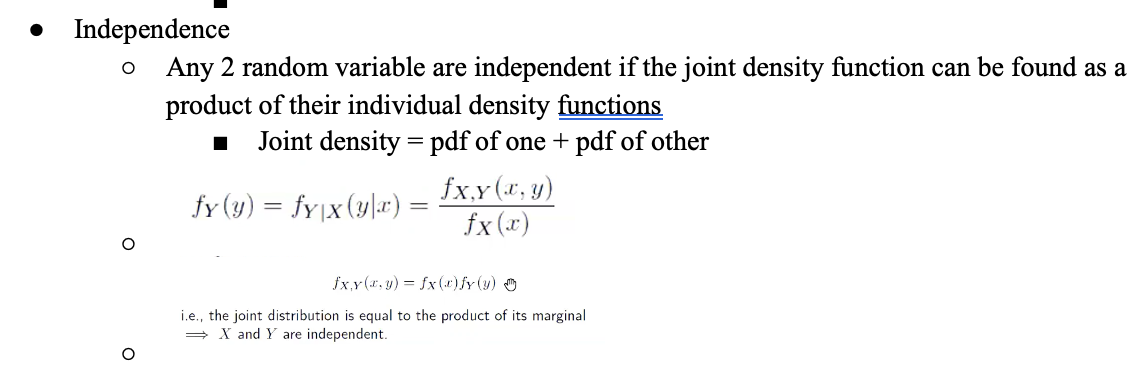 ● Independence
○ Any 2 random variable are independent if the joint density function can be found as a
product of their individual density functions
■ Joint density = pdf of one + pdf of other
○ f_Y(y) = f_{Y|X}(y|x) = f_{X,Y}(x, y) / f_X(x)
f_{X,Y}(x, y) = f_X(x) f_Y(y)
i.e., the joint distribution is equal to the product of its marginal
⟹ X and Y are independent.
○